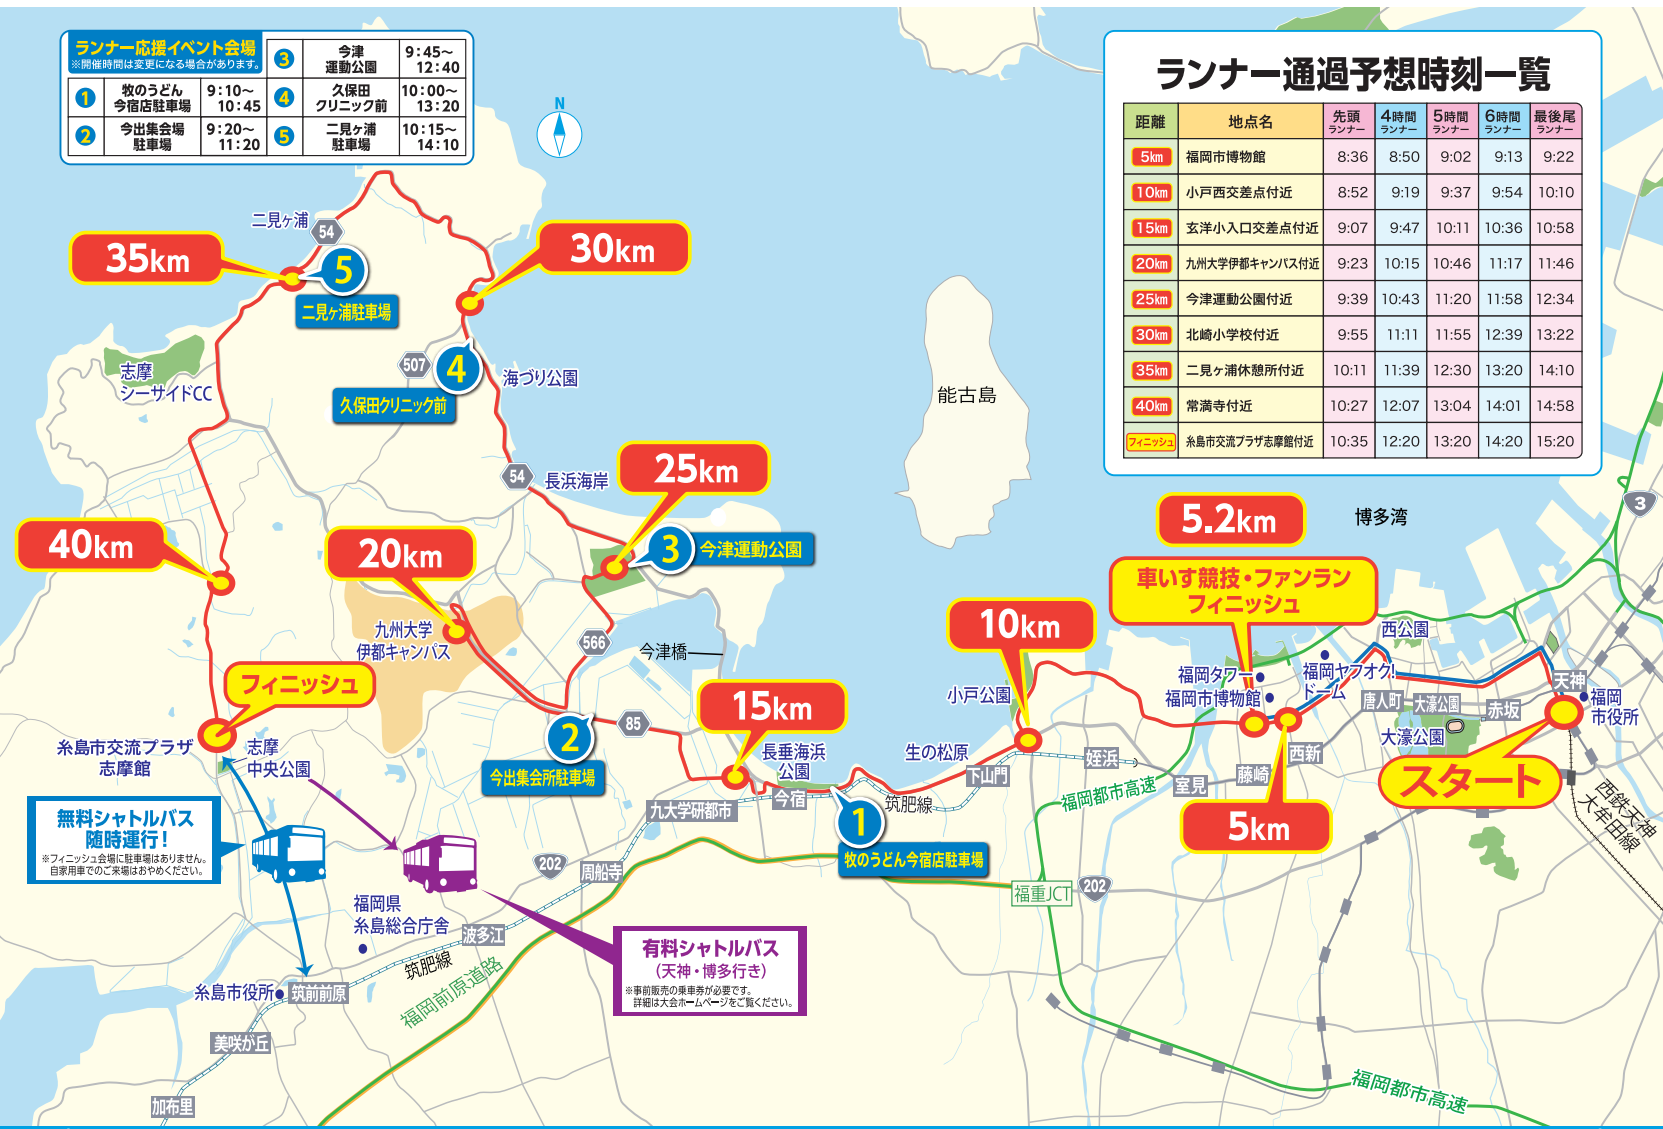 ランナー応援イベント会場
※開催時間は変更になる場合があります。
1 牧のうどん今宿店駐車場 9:10～10:45
2 今出集会場駐車場 9:20～11:20
3 今津運動公園 9:45～12:40
4 久保田クリニック前 10:00～13:20
5 二見ヶ浦駐車場 10:15～14:10
N
ランナー通過予想時刻一覧
距離 地点名 先頭ランナー 4時間ランナー 5時間ランナー 6時間ランナー 最後尾ランナー
5km 福岡市博物館 8:36 8:50 9:02 9:13 9:22
10km 小戸西交差点付近 8:52 9:19 9:37 9:54 10:10
15km 玄洋小入口交差点付近 9:07 9:47 10:11 10:36 10:58
20km 九州大学伊都キャンパス付近 9:23 10:15 10:46 11:17 11:46
25km 今津運動公園付近 9:39 10:43 11:20 11:58 12:34
30km 北崎小学校付近 9:55 11:11 11:55 12:39 13:22
35km 二見ヶ浦休憩所付近 10:11 11:39 12:30 13:20 14:10
40km 常満寺付近 10:27 12:07 13:04 14:01 14:58
フィニッシュ 糸島市交流プラザ志摩館付近 10:35 12:20 13:20 14:20 15:20
二見ヶ浦
54
35km
5
二見ヶ浦駐車場
30km
507
4
久保田クリニック前
海づり公園
志摩
シーサイドCC
能古島
54
長浜海岸
25km
3
今津運動公園
40km
20km
九州大学
伊都キャンパス
566
今津橋
5.2km
博多湾
3
車いす競技・ファンラン
フィニッシュ
10km
小戸公園
西公園
福岡タワー
福岡市博物館
福岡ヤフオク!
ドーム
唐人町
大濠公園
赤坂
天神
福岡
市役所
大濠公園
フィニッシュ
15km
85
2
今出集会所駐車場
長垂海浜
公園
生の松原
下山門
姪浜
室見
藤崎
西新
スタート
糸島市交流プラザ
志摩館
志摩
中央公園
九大学研都市
今宿
筑肥線
福岡都市高速
5km
西鉄天神
大牟田線
1
牧のうどん今宿店駐車場
無料シャトルバス
随時運行!
※フィニッシュ会場に駐車場はありません。
自家用車でのご来場はおやめください。
202
周船寺
福重JCT
202
福岡県
糸島総合庁舎
波多江
筑肥線
福岡前原道路
有料シャトルバス
(天神・博多行き)
※事前販売の乗車券が必要です。
詳細は大会ホームページをご覧ください。
糸島市役所
筑前前原
美咲が丘
加布里
福岡都市高速